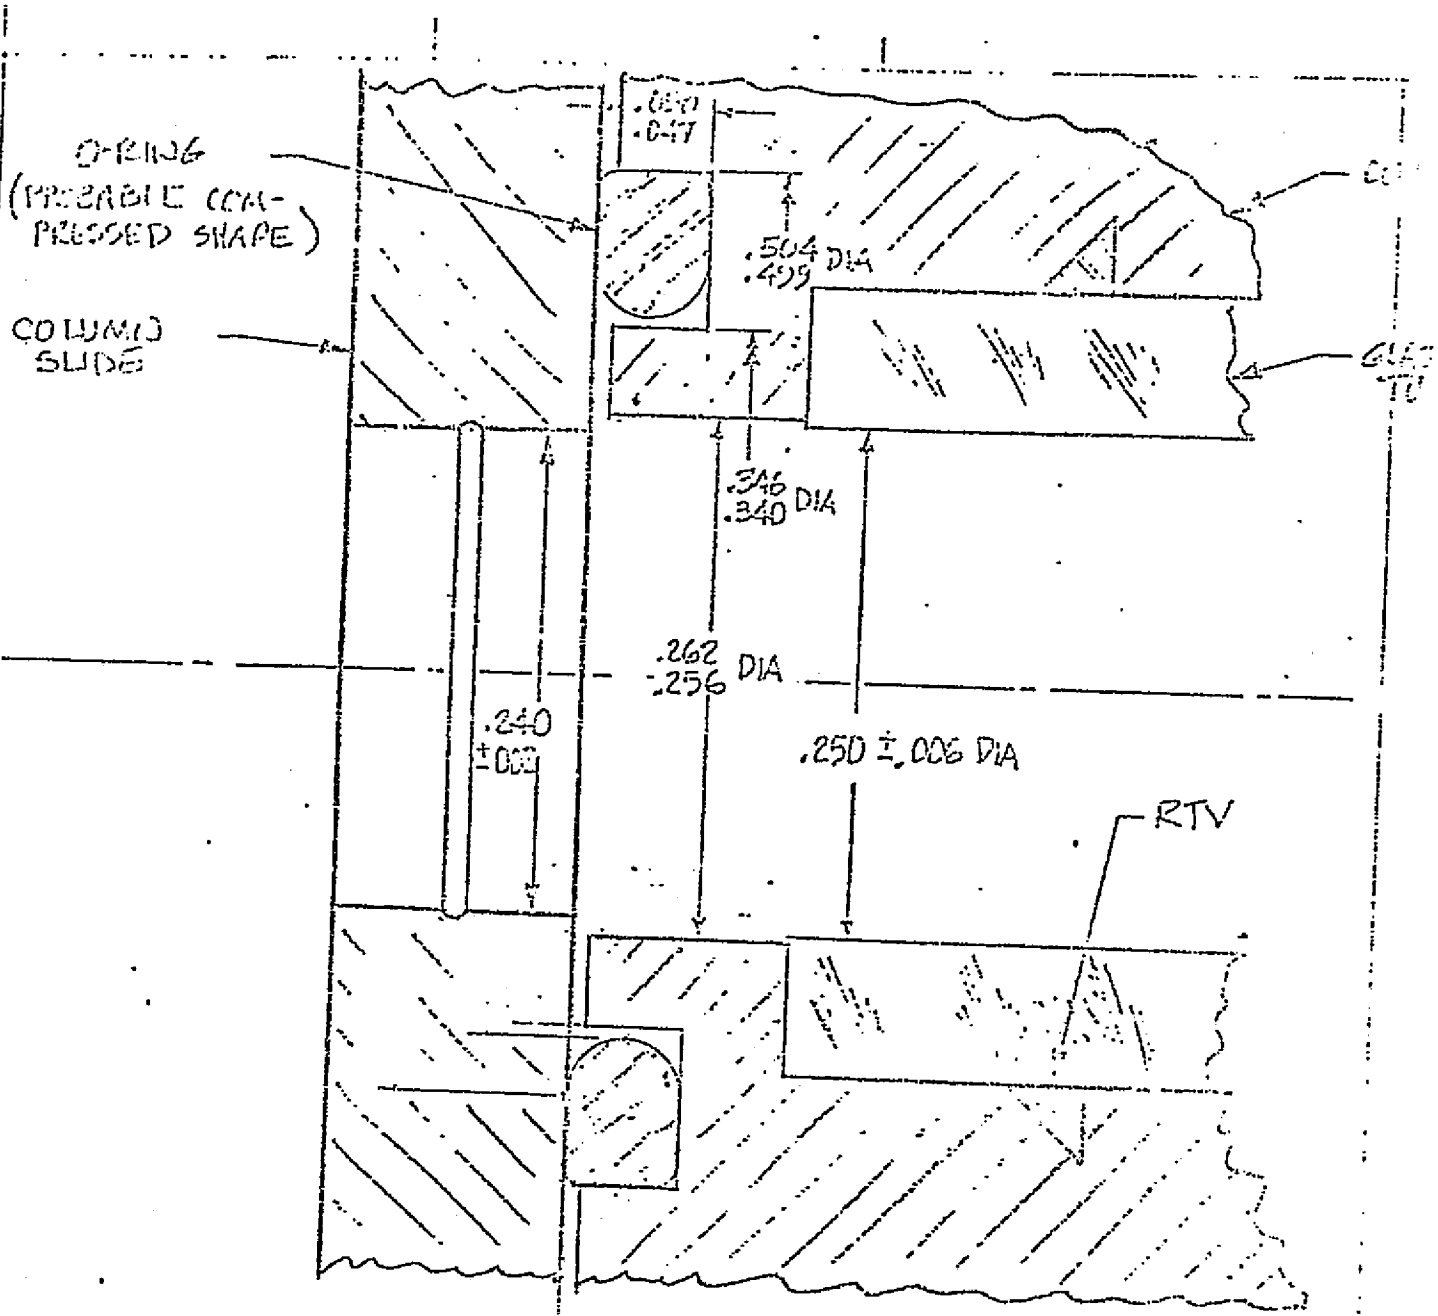 .047
O-RING
(PROBABLE COM-
PRESSED SHAPE)
.504
.499 DIA
COLUMN
SLIDE
.346
.340 DIA
.262
.256 DIA
.240
.250 ±.006 DIA
RTV